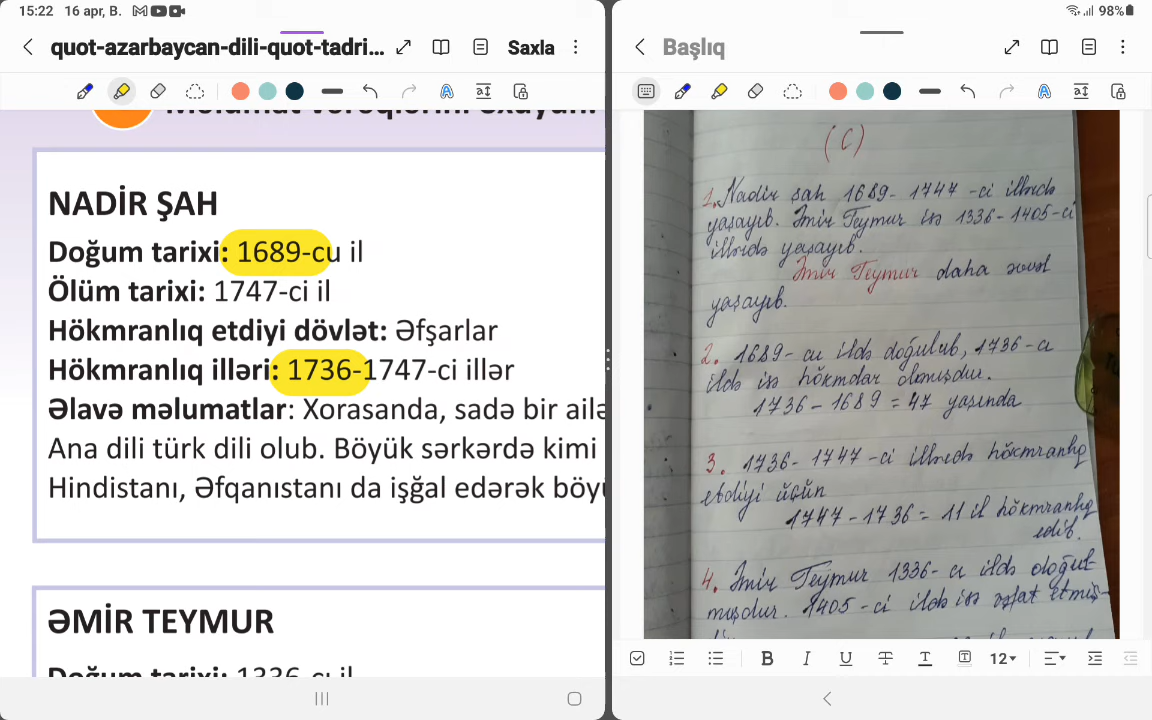 15:22 16 apr, B.
98%
quot-azarbaycan-dili-quot-tadri...
Saxla
NADİR ŞAH
Doğum tarixi: 1689-cu il
Ölüm tarixi: 1747-ci il
Hökmranlıq etdiyi dövlət: Əfşarlar
Hökmranlıq illəri: 1736-1747-ci illər
Əlavə məlumatlar: Xorasanda, sadə bir ailə
Ana dili türk dili olub. Böyük sərkərdə kimi
Hindistanı, Əfqanıstanı da işğal edərək böyü
ƏMİR TEYMUR
Doğum tarixi: 1336-cı il
Başlıq
(C)
1. Nadir şah 1689-1747-ci illərdə
yaşayıb. Əmir Teymur isə 1336-1405-ci
illərdə yaşayıb.
Əmir Teymur daha əvvəl
yaşayıb.
2. 1689-cu ildə doğulub, 1736-cı
ildə isə hökmdar olmuşdur.
1736-1689=47 yaşında
3. 1736-1747-ci illərdə hökmranlıq
etdiyi üçün
1747-1736=11 il hökmranlıq
edib.
4. Əmir Teymur 1336-cı ildə doğul-
muşdur. 1405-ci ildə isə vəfat etmiş-
12